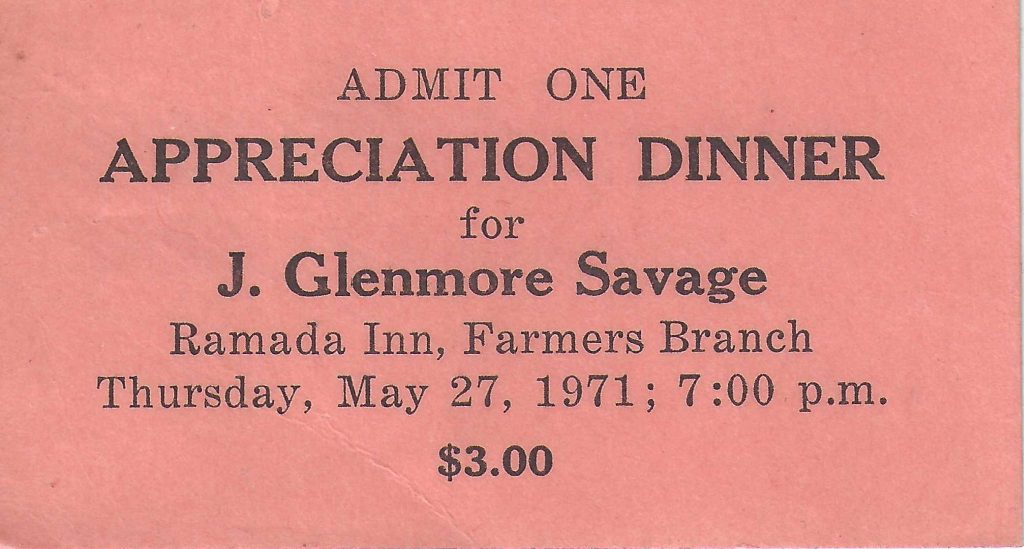 ADMIT ONE
APPRECIATION DINNER
for
J. Glenmore Savage
Ramada Inn, Farmers Branch
Thursday, May 27, 1971; 7:00 p.m.
$3.00